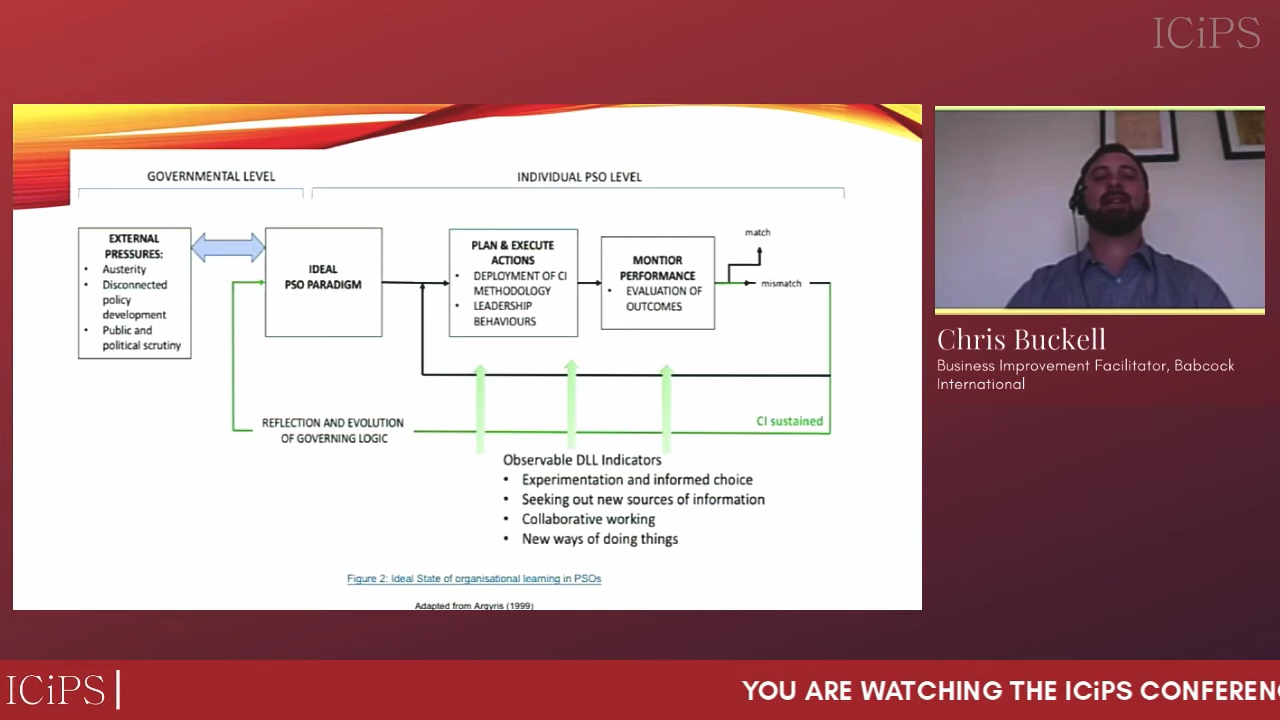 ICiPS
GOVERNMENTAL LEVEL
INDIVIDUAL PSO LEVEL
EXTERNAL
PRESSURES:
• Austerity
• Disconnected
policy
development
• Public and
political scrutiny
IDEAL
PSO PARADIGM
PLAN & EXECUTE
ACTIONS
• DEPLOYMENT OF CI
METHODOLOGY
• LEADERSHIP
BEHAVIOURS
MONTIOR
PERFORMANCE
• EVALUATION OF
OUTCOMES
match
mismatch
CI sustained
REFLECTION AND EVOLUTION
OF GOVERNING LOGIC
Observable DLL Indicators
• Experimentation and informed choice
• Seeking out new sources of information
• Collaborative working
• New ways of doing things
Figure 2: Ideal State of organisational learning in PSOs
Adapted from Argyris (1999)
Chris Buckell
Business Improvement Facilitator, Babcock
International
ICiPS
YOU ARE WATCHING THE ICiPS CONFEREN